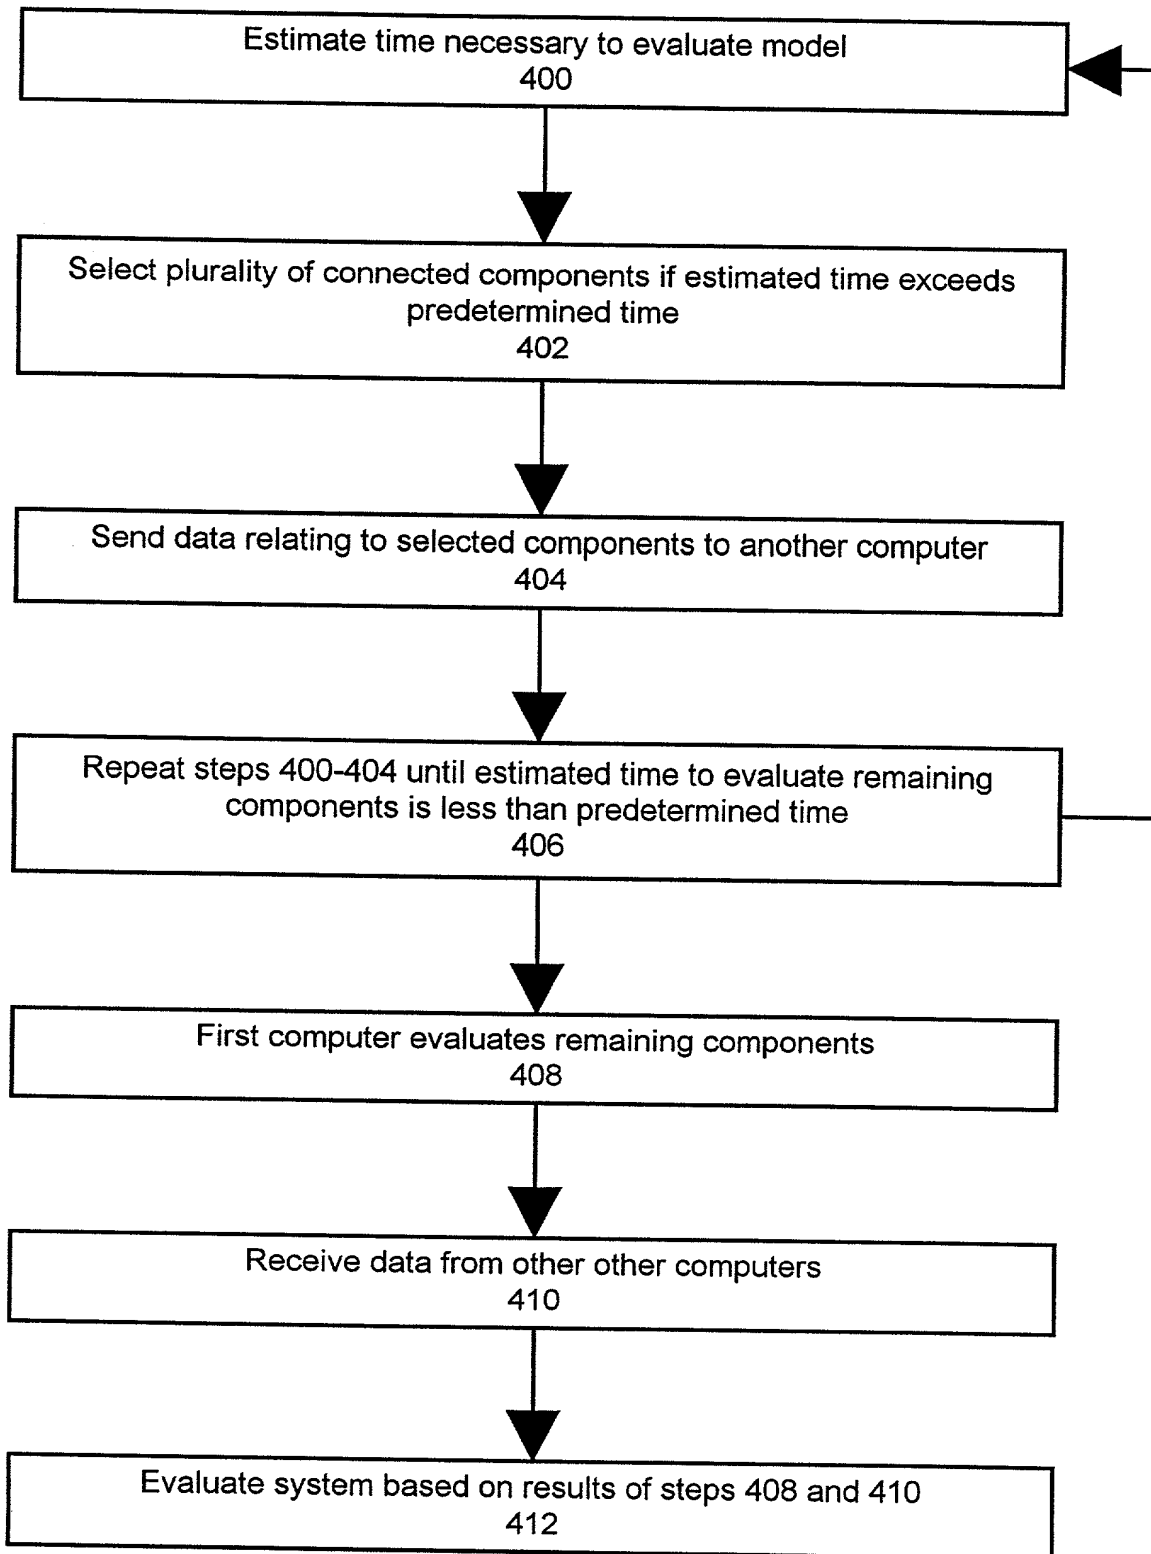 Estimate time necessary to evaluate model
400
Select plurality of connected components if estimated time exceeds
predetermined time
402
Send data relating to selected components to another computer
404
Repeat steps 400-404 until estimated time to evaluate remaining
components is less than predetermined time
406
First computer evaluates remaining components
408
Receive data from other other computers
410
Evaluate system based on results of steps 408 and 410
412